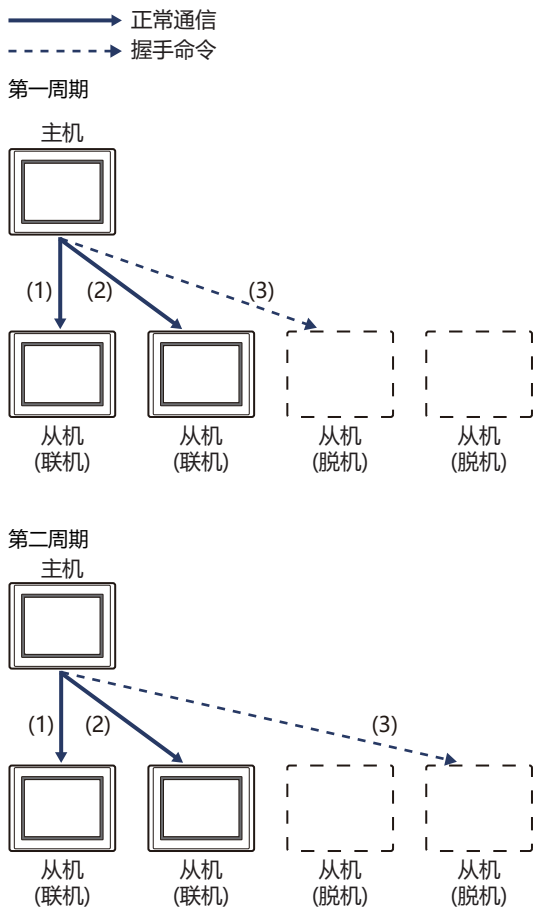 正常通信
握手命令
第一周期
主机
(1)
(2)
(3)
从机
(联机)
从机
(联机)
从机
(脱机)
从机
(脱机)
第二周期
主机
(1)
(2)
(3)
从机
(联机)
从机
(联机)
从机
(脱机)
从机
(脱机)